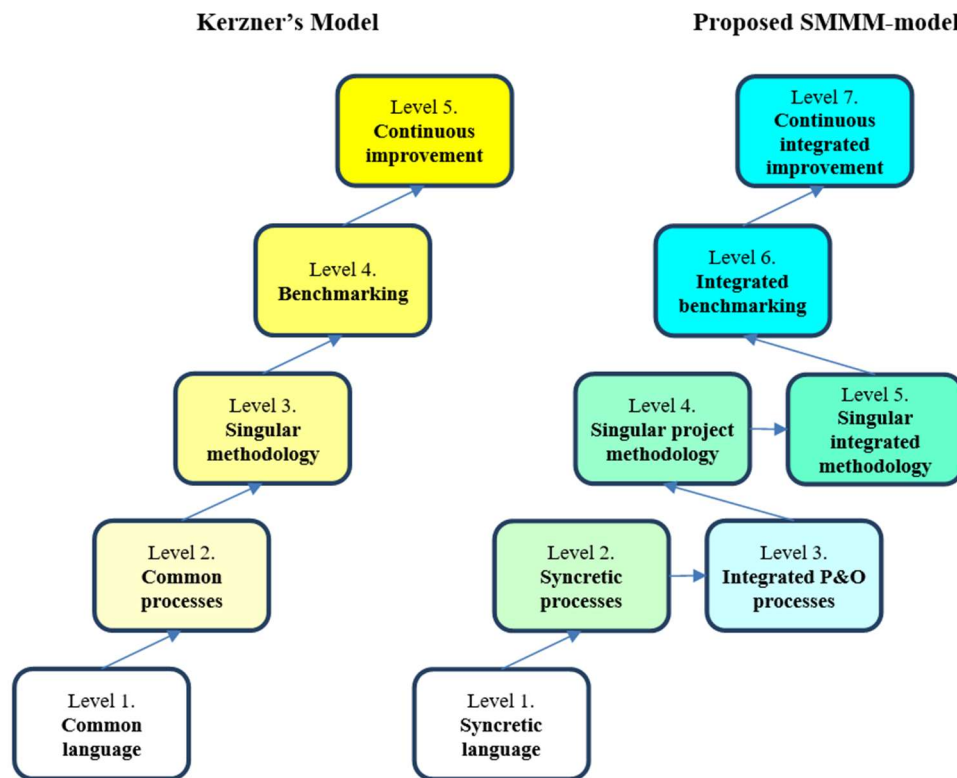 Kerzner’s Model
Level 5.
Continuous
improvement
Level 4.
Benchmarking
Level 3.
Singular
methodology
Level 2.
Common
processes
Level 1.
Common
language
Proposed SMMM-model
Level 7.
Continuous
integrated
improvement
Level 6.
Integrated
benchmarking
Level 4.
Singular project
methodology
Level 5.
Singular
integrated
methodology
Level 2.
Syncretic
processes
Level 3.
Integrated P&O
processes
Level 1.
Syncretic
language